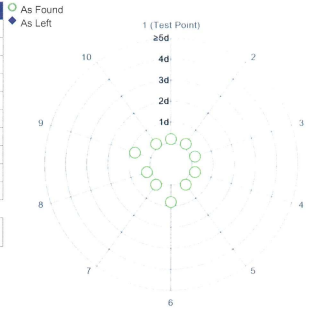 As Found
As Left
1 (Test Point)
≥5d
10
4d
2
3d
2d
9
1d
3
8
4
7
5
6